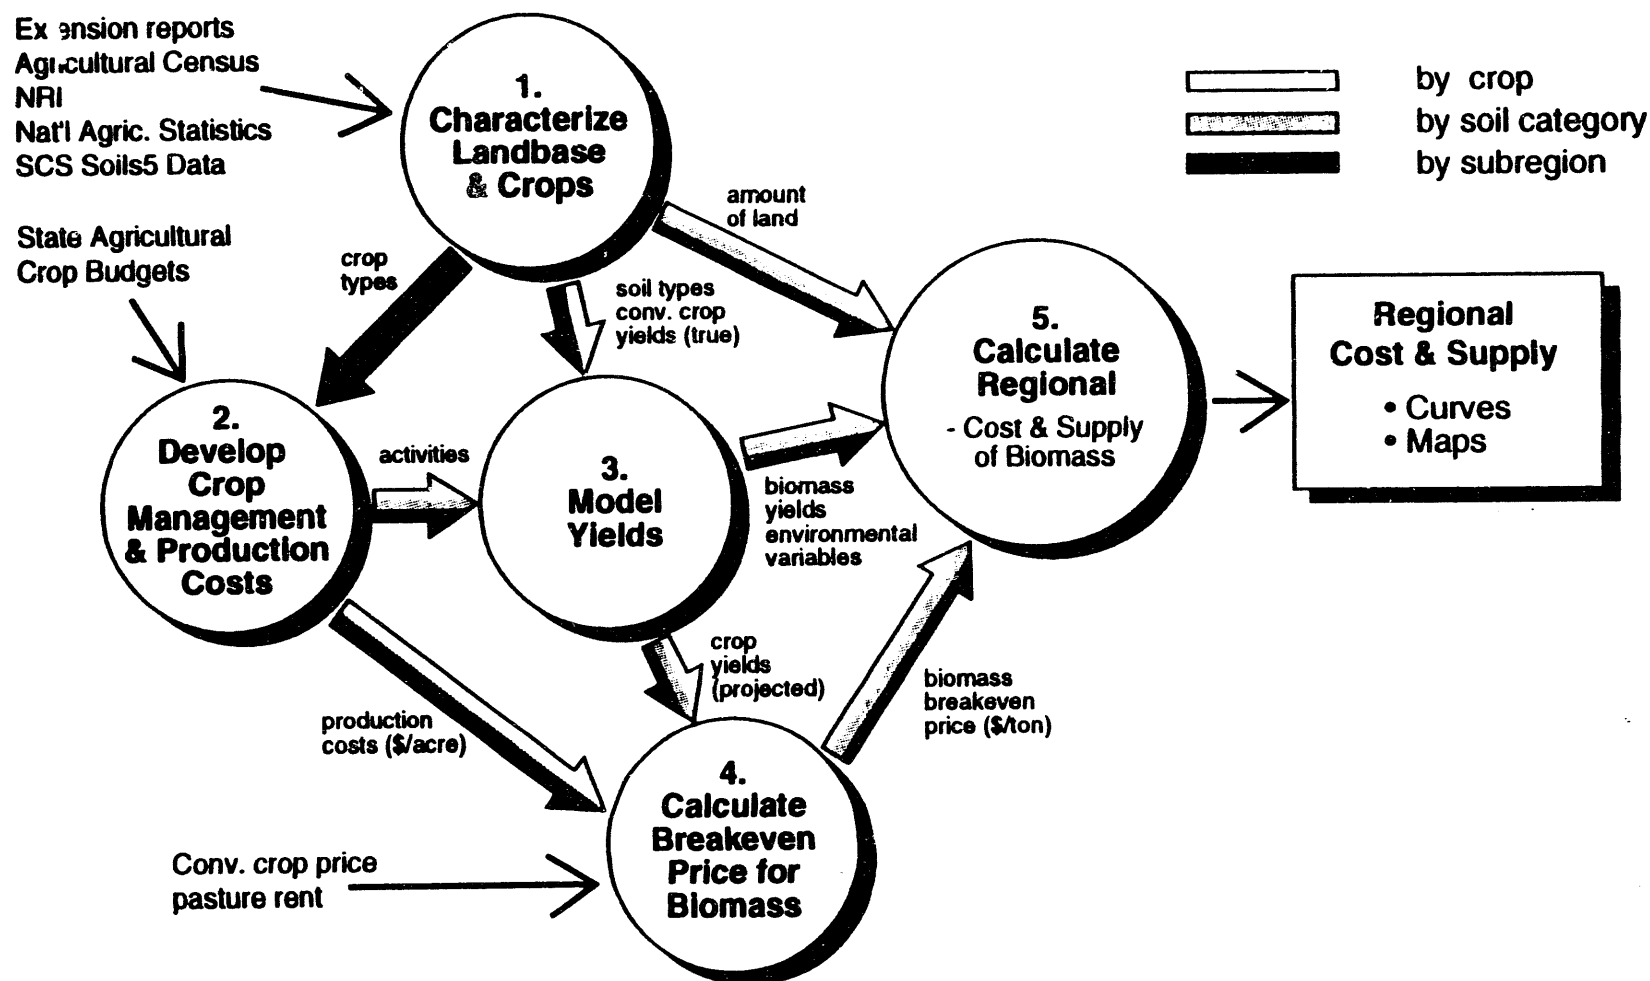 Extension reports
Agricultural Census
NRI
Nat'l Agric. Statistics
SCS Soils5 Data
State Agricultural
Crop Budgets
1.
Characterize
Landbase
& Crops
by crop
by soil category
by subregion
amount
of land
crop
types
soil types
conv. crop
yields (true)
2.
Develop
Crop
Management
& Production
Costs
activities
3.
Model
Yields
5.
Calculate
Regional
- Cost & Supply
of Biomass
Regional
Cost & Supply
• Curves
• Maps
biomass
yields
environmental
variables
crop
yields
(projected)
production
costs ($/acre)
biomass
breakeven
price ($/ton)
4.
Calculate
Breakeven
Price for
Biomass
Conv. crop price
pasture rent